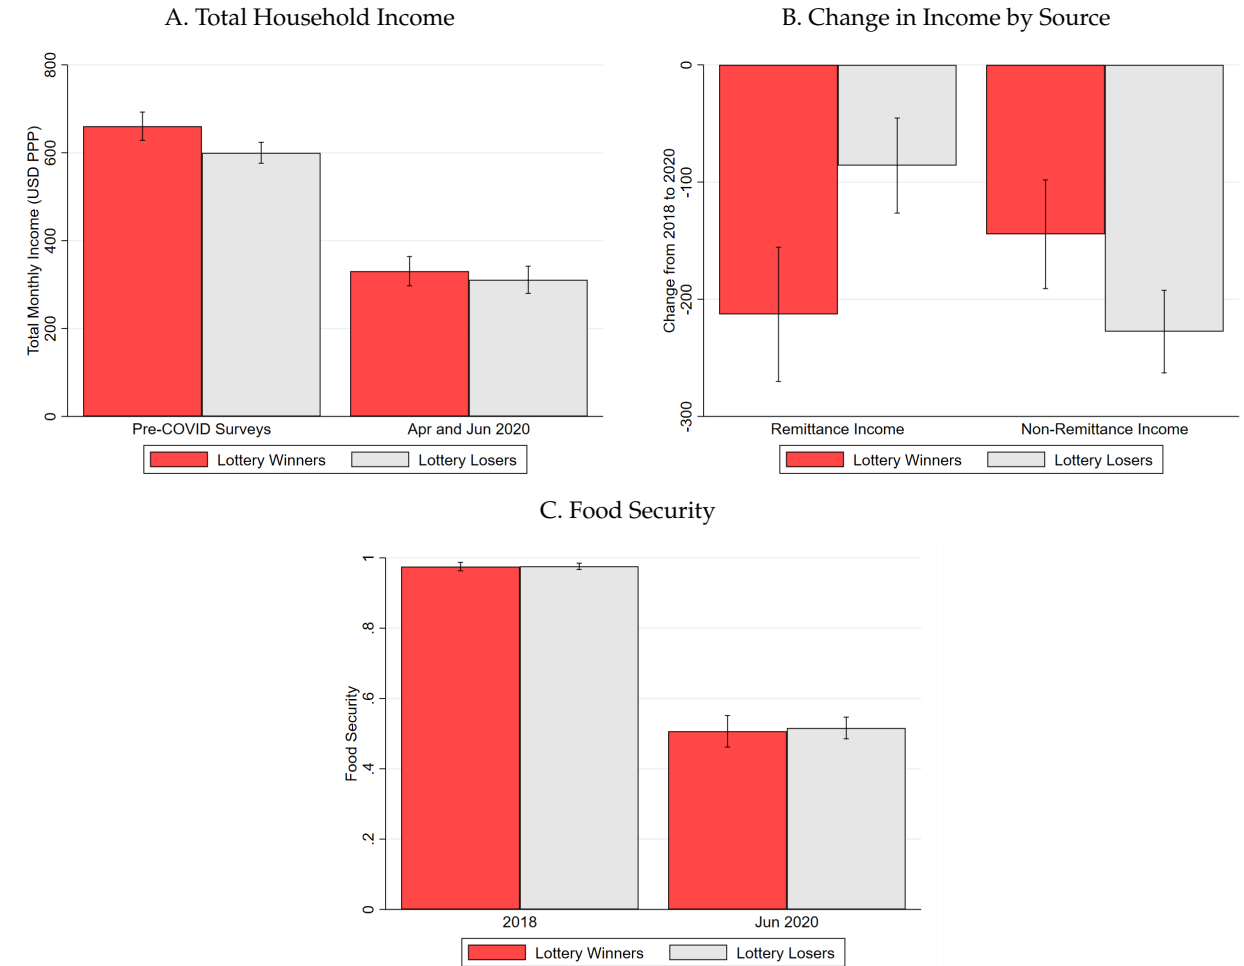 A. Total Household Income
Total Monthly Income (USD PPP)
800
600
400
200
0
Pre-COVID Surveys Apr and Jun 2020
Lottery Winners Lottery Losers
B. Change in Income by Source
Change from 2018 to 2020
0
-100
-200
-300
Remittance Income Non-Remittance Income
Lottery Winners Lottery Losers
C. Food Security
Food Security
1
.8
.6
.4
.2
0
2018 Jun 2020
Lottery Winners Lottery Losers